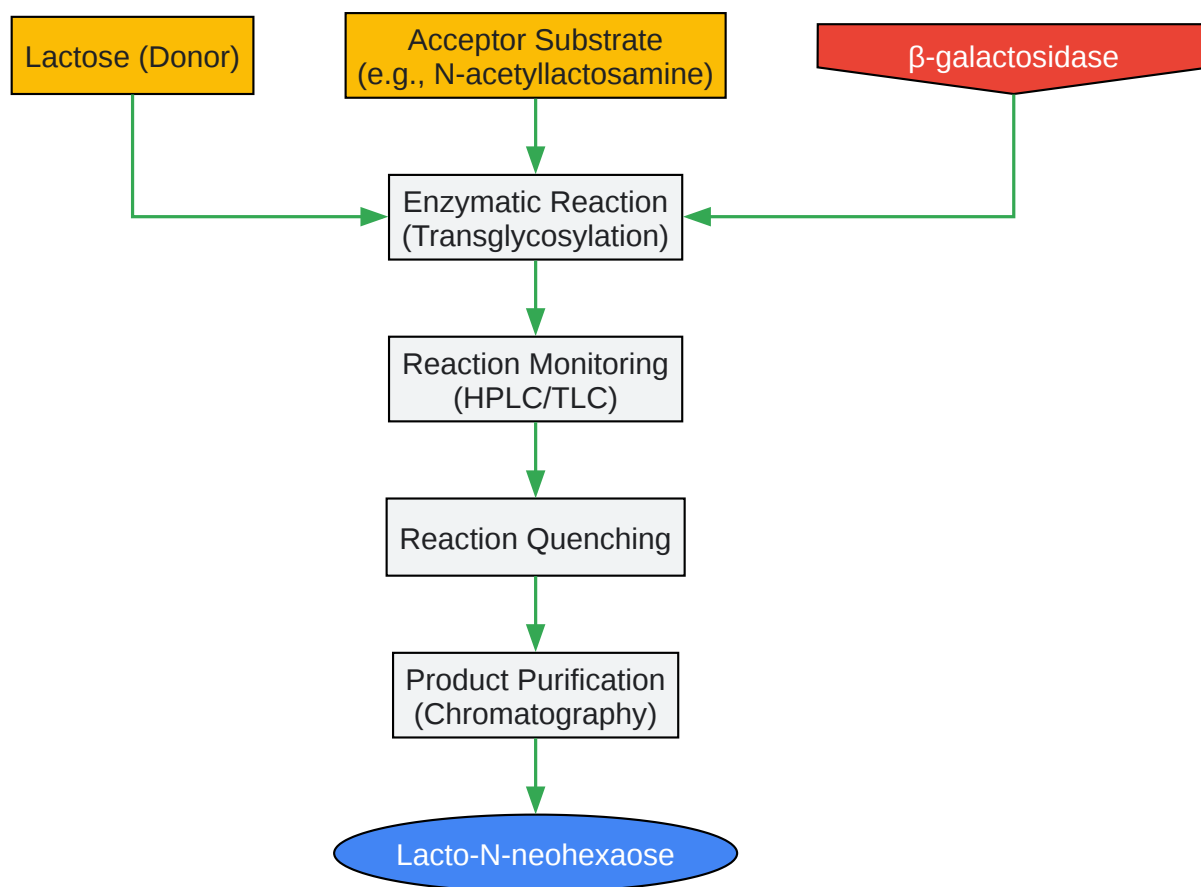 Lactose (Donor)
Acceptor Substrate
(e.g., N-acetyllactosamine)
β-galactosidase
Enzymatic Reaction
(Transglycosylation)
Reaction Monitoring
(HPLC/TLC)
Reaction Quenching
Product Purification
(Chromatography)
Lacto-N-neohexaose